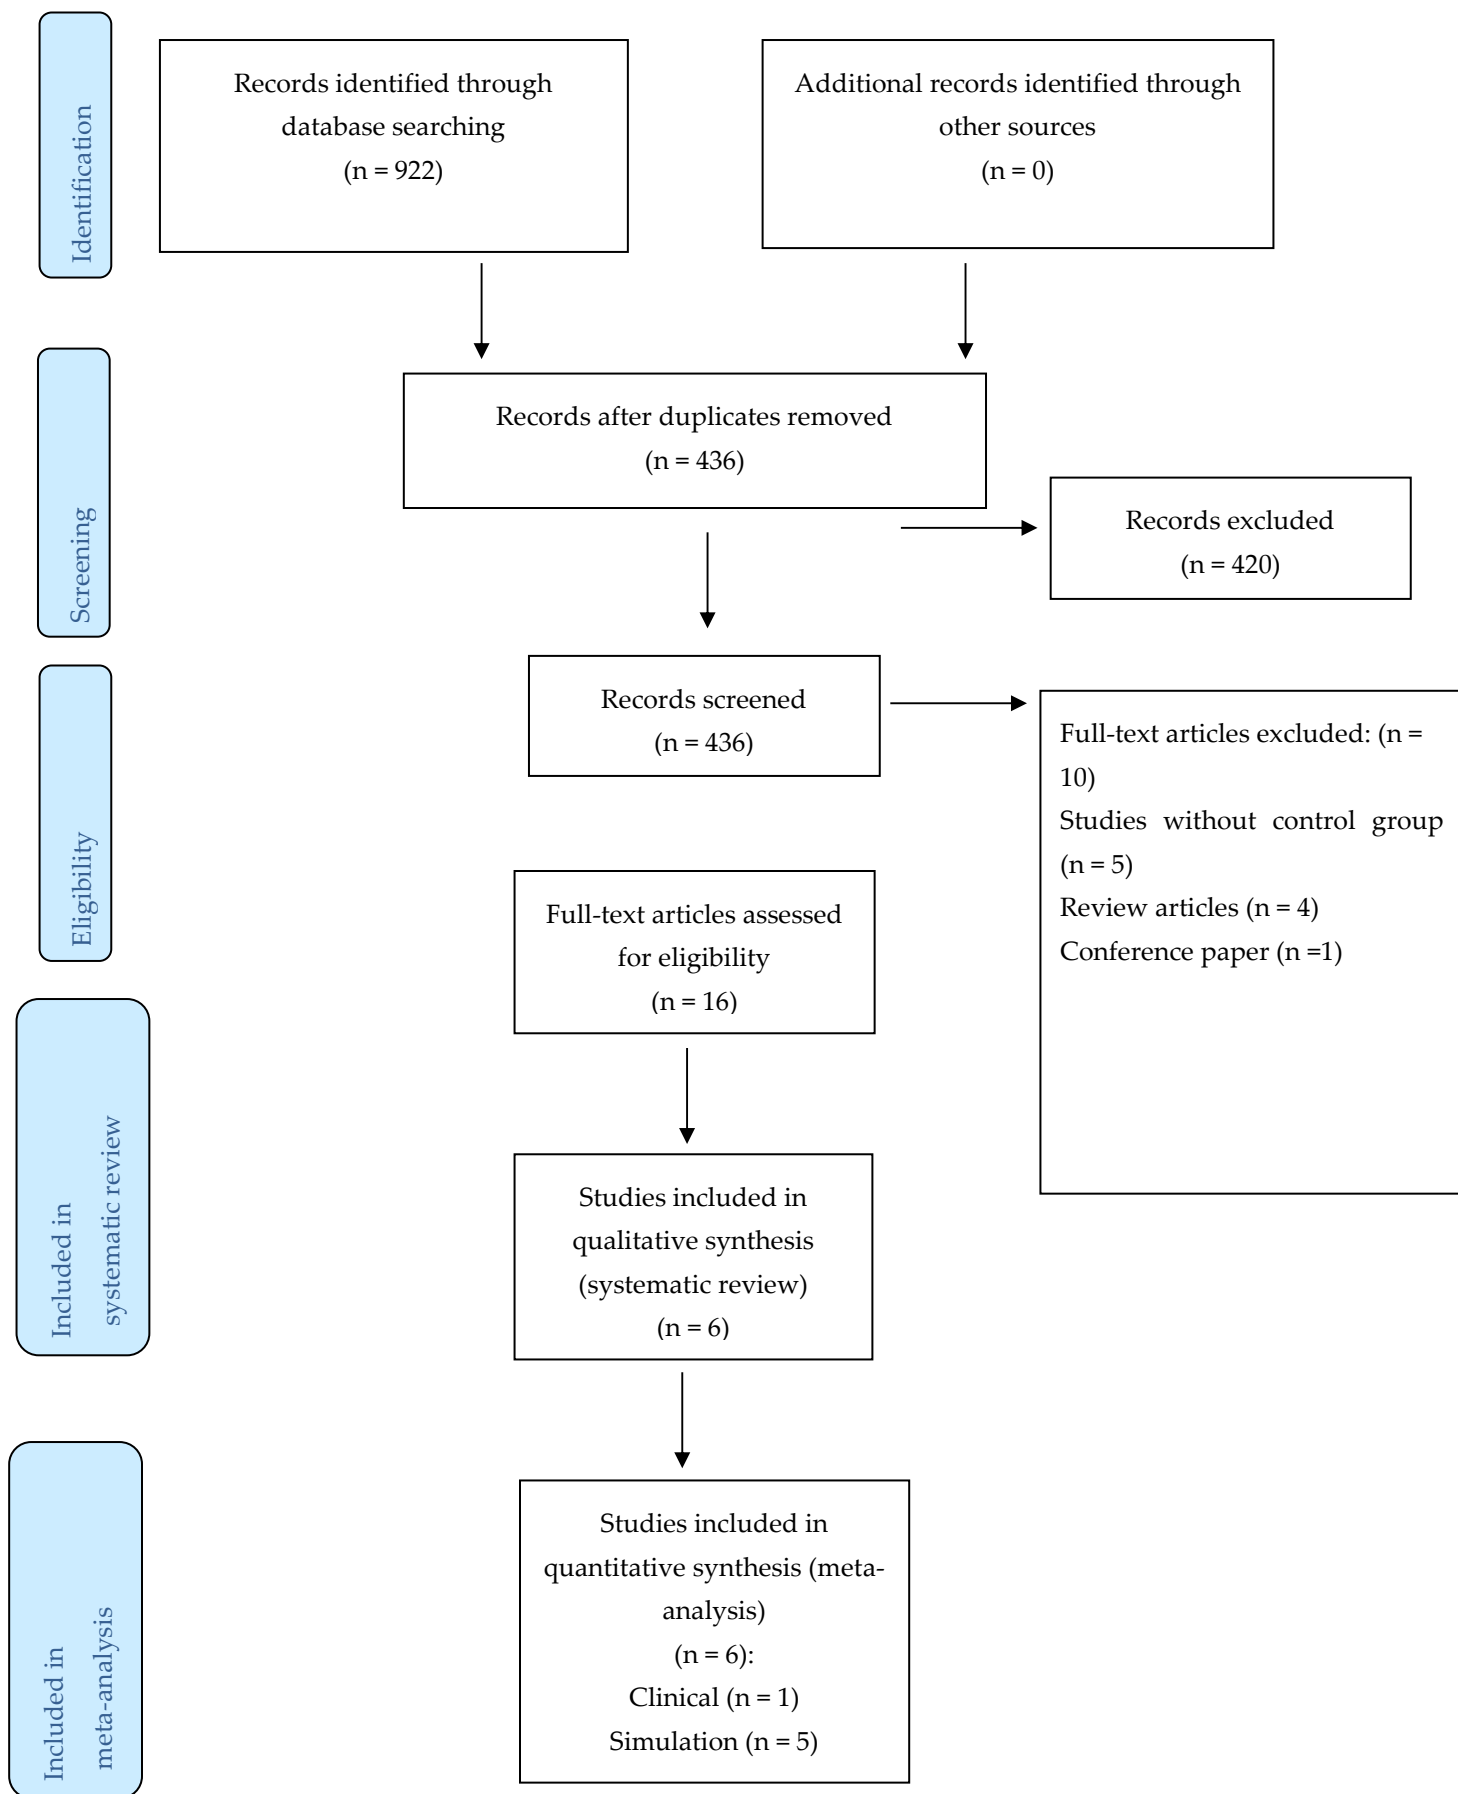 Identification
Records identified through
database searching
(n = 922)
Additional records identified through
other sources
(n = 0)
Screening
Records after duplicates removed
(n = 436)
Records excluded
(n = 420)
Eligibility
Records screened
(n = 436)
Full-text articles excluded: (n =
10)
Studies without control group
(n = 5)
Review articles (n = 4)
Conference paper (n =1)
Full-text articles assessed
for eligibility
(n = 16)
Included in
systematic review
Studies included in
qualitative synthesis
(systematic review)
(n = 6)
Included in
meta-analysis
Studies included in
quantitative synthesis (meta-
analysis)
(n = 6):
Clinical (n = 1)
Simulation (n = 5)